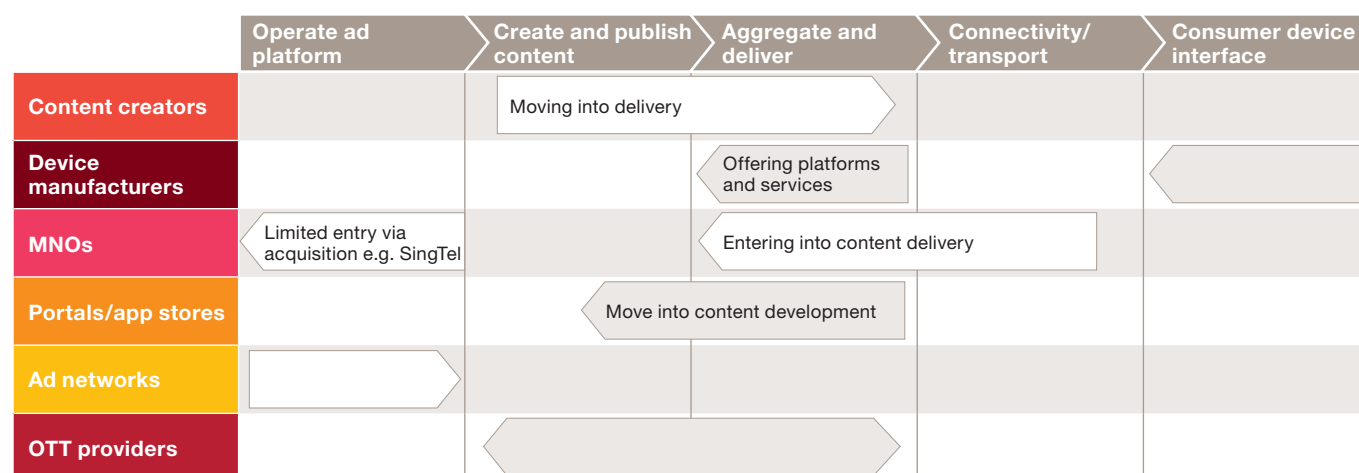 Operate ad
platform
Create and publish
content
Aggregate and
deliver
Connectivity/
transport
Consumer device
interface
Content creators
Moving into delivery
Device
manufacturers
Offering platforms
and services
MNOs
Limited entry via
acquisition e.g. SingTel
Entering into content delivery
Portals/app stores
Move into content development
Ad networks
OTT providers